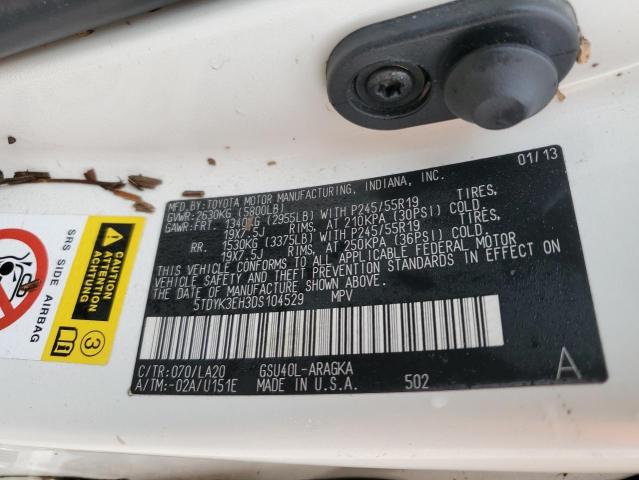 01/13
MFD.BY:TOYOTA MOTOR MANUFACTURING, INDIANA, INC.
GVWR:2630KG (5800LB)
GAWR:FRT. 1340KG (2955LB) WITH P245/55R19
19X7.5J RIMS, AT 210KPA (30PSI) COLD.
RR. 1530KG (3375LB) WITH P245/55R19
19X7.5J RIMS, AT 250KPA (36PSI) COLD.
THIS VEHICLE CONFORMS TO ALL APPLICABLE FEDERAL MOTOR
VEHICLE SAFETY AND THEFT PREVENTION STANDARDS IN EFFECT ON
THE DATE OF MANUFACTURE SHOWN ABOVE.
5TDYK3EH3DS104529 MPV
C/TR:070/LA20 GSU40L-ARAGKA
A/TM:-02A/U151E MADE IN U.S.A. 502
A
CAUTION
ATTENTION
ACHTUNG
3
SRS SIDE AIRBAG